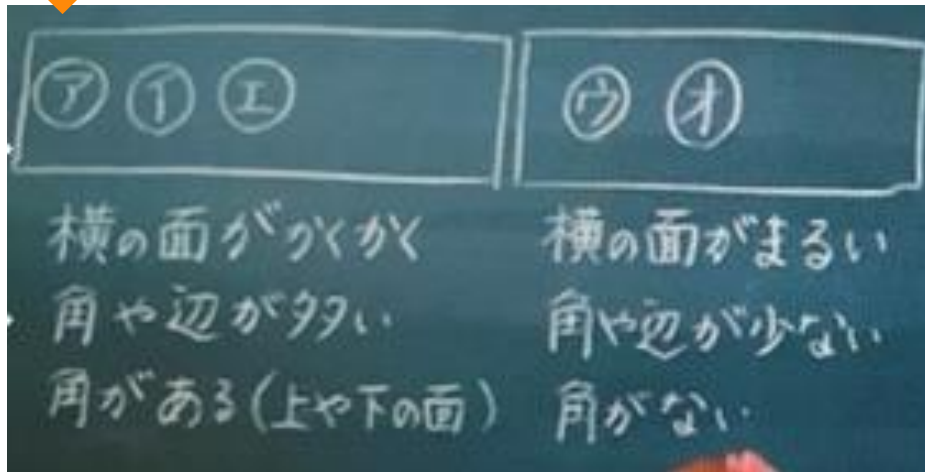 ㋐ ㋑ ㋓
横の面がかくかく
角や辺が多い
角がある(上や下の面)
㋒ ㋔
横の面がまるい
角や辺が少ない
角がない